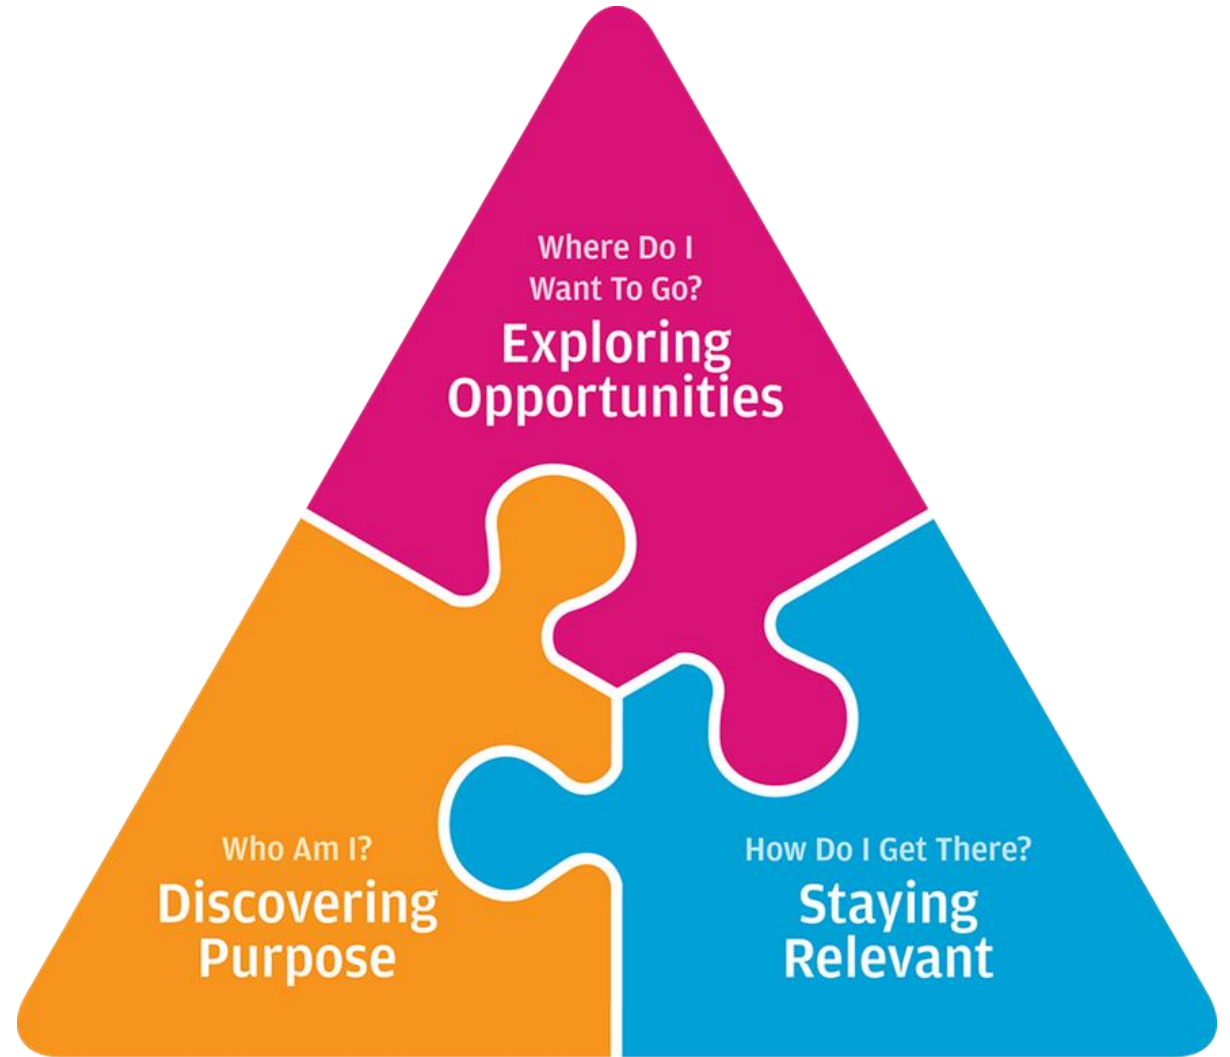 Where Do I
Want To Go?
Exploring
Opportunities
Who Am I?
Discovering
Purpose
How Do I Get There?
Staying
Relevant